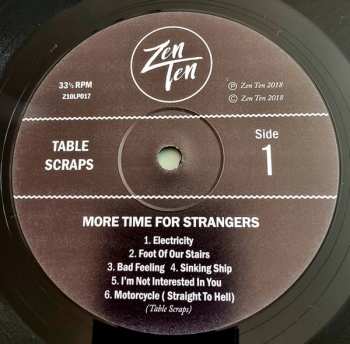 Zen
Ten
33⅓ RPM
Z10LP017
℗ Zen Ten 2018
© Zen Ten 2018
TABLE
SCRAPS
Side
1
MORE TIME FOR STRANGERS
1. Electricity
2. Foot Of Our Stairs
3. Bad Feeling 4. Sinking Ship
5. I'm Not Interested In You
6. Motorcycle ( Straight To Hell)
(Table Scraps)